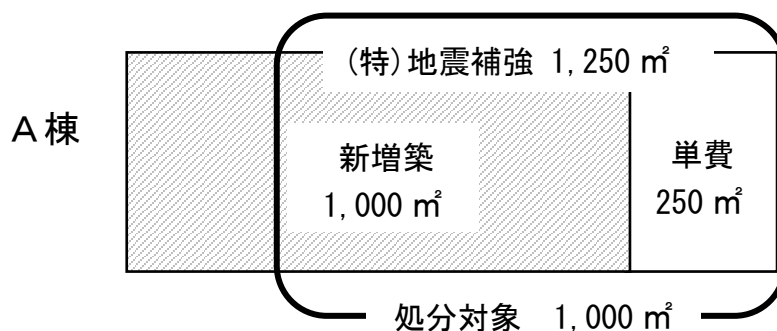 (特)地震補強 1,250 ㎡
A棟
新増築
1,000 ㎡
単費
250 ㎡
処分対象 1,000 ㎡